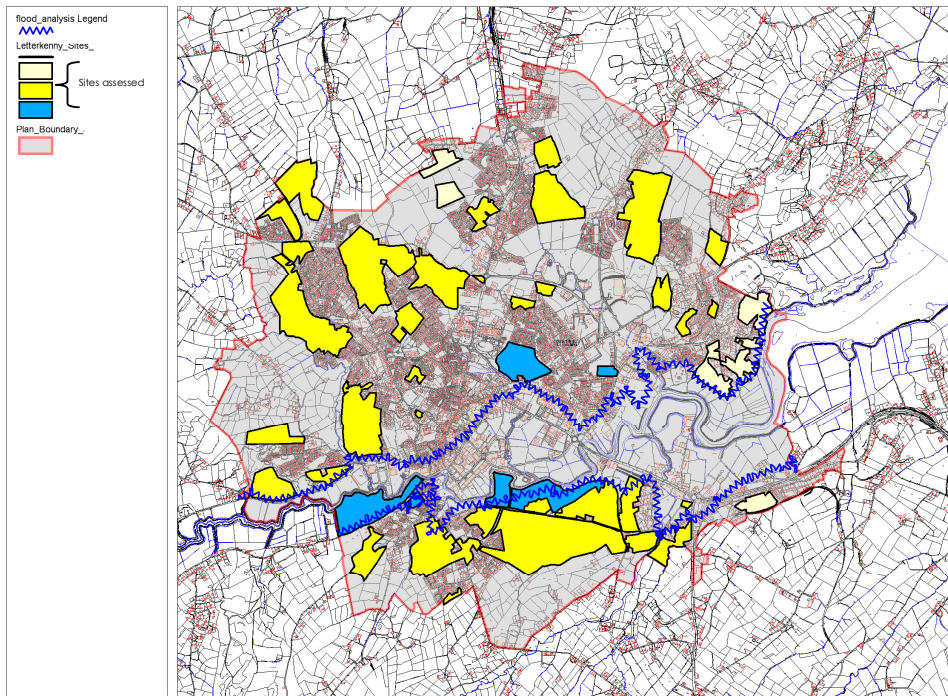 flood_analysis Legend
Letterkenny_Sites_
Sites assessed
Plan_Boundary_.